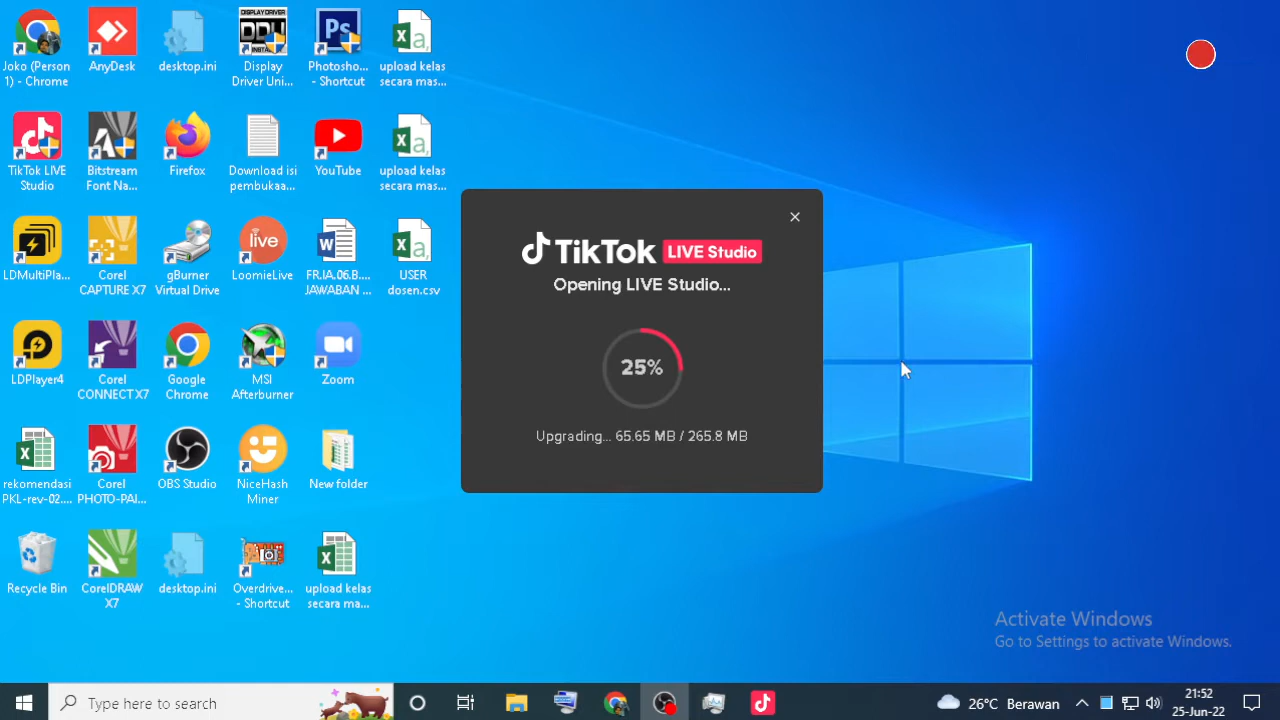 Joko (Person
1) - Chrome
AnyDesk
desktop.ini
DISPLAY DRIVER
DDU
Display
Driver Uni...
Ps
Photosho...
- Shortcut
a,
upload kelas
secara mas...
TikTok LIVE
Studio
Bitstream
Font Na...
Firefox
Download isi
pembukaa...
YouTube
a,
upload kelas
secara mas...
LDMultiPla...
Corel
CAPTURE X7
gBurner
Virtual Drive
live
LoomieLive
FR.IA.06.B....
JAWABAN ...
a,
USER
dosen.csv
LDPlayer4
Corel
CONNECT X7
Google
Chrome
MSI
Afterburner
Zoom
rekomendasi
PKL-rev-02....
Corel
PHOTO-PAI...
OBS Studio
NiceHash
Miner
New folder
Recycle Bin
CorelDRAW
X7
desktop.ini
Overdrive...
- Shortcut
upload kelas
secara ma...
TikTok LIVE Studio
Opening LIVE Studio...
25%
Upgrading... 65.65 MB / 265.8 MB
Activate Windows
Go to Settings to activate Windows.
Type here to search
26°C Berawan
21:52
25-Jun-22